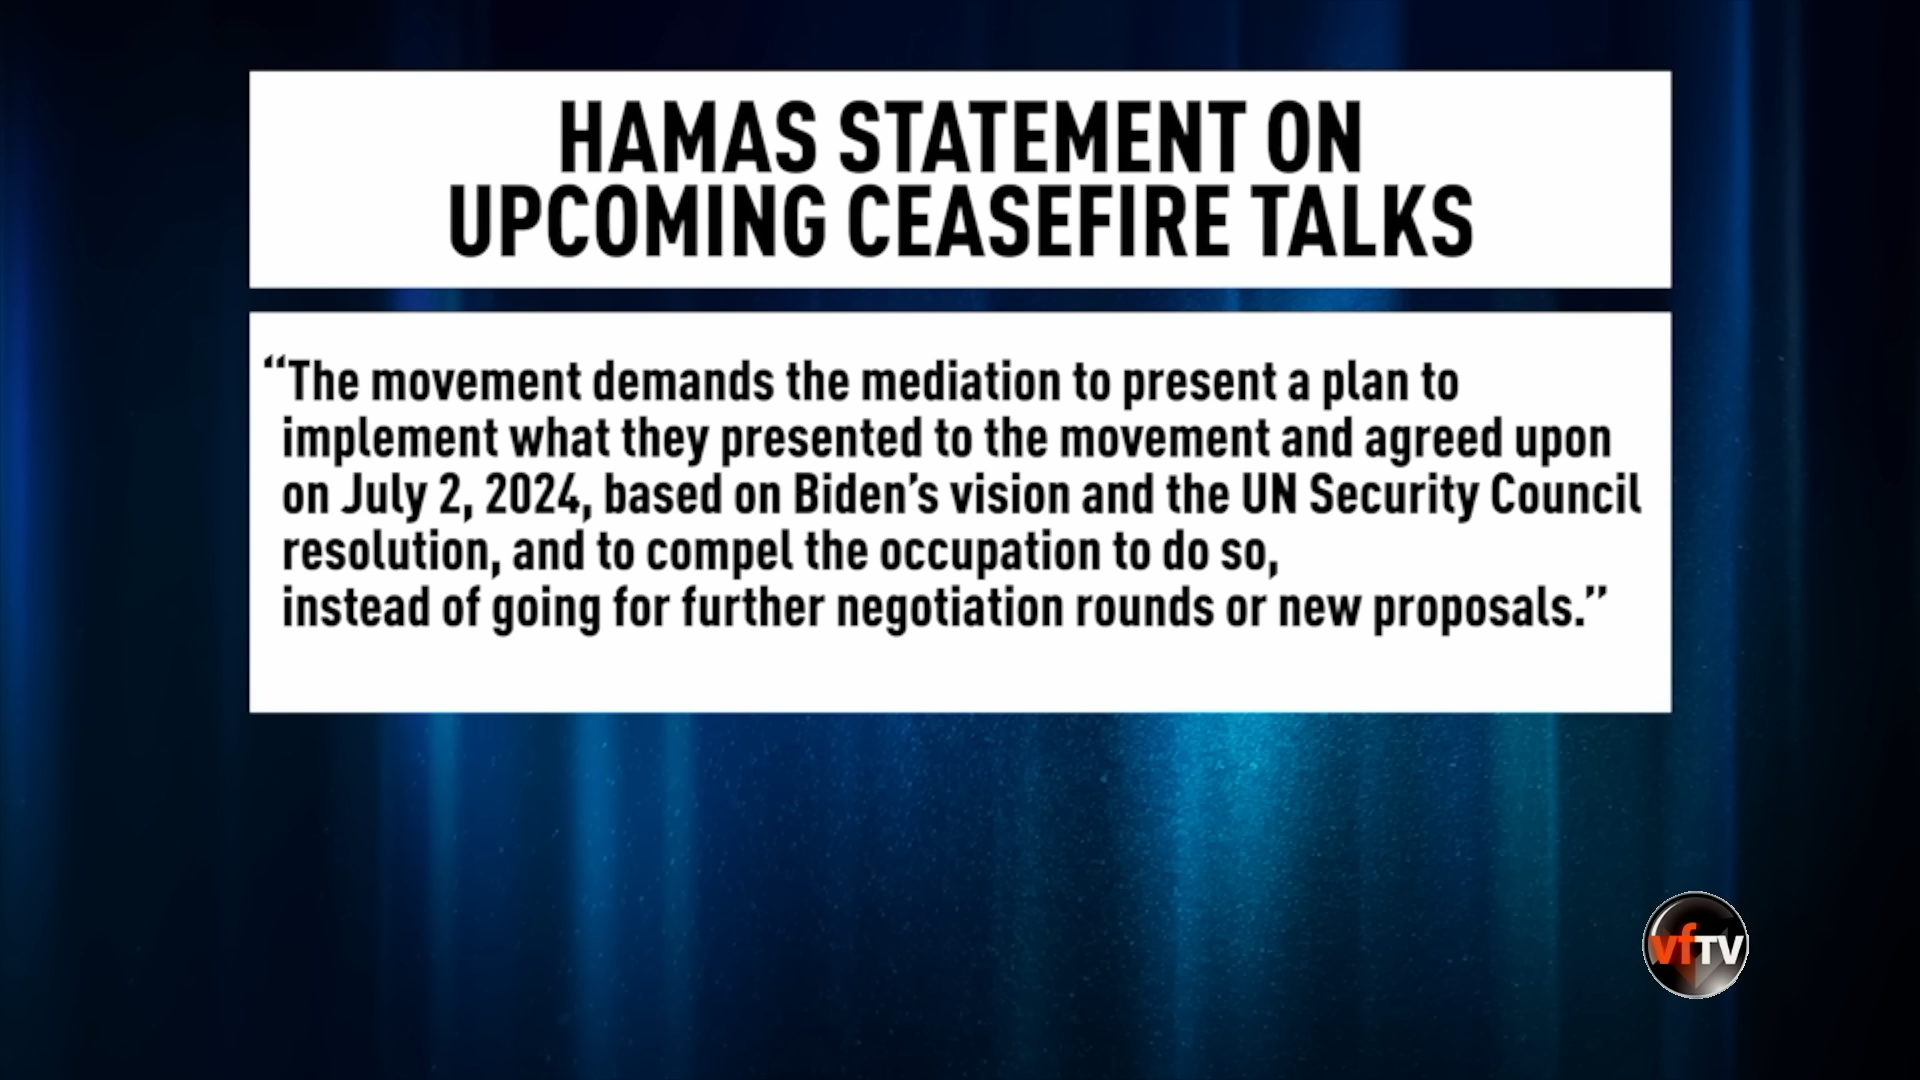 HAMAS STATEMENT ON
UPCOMING CEASEFIRE TALKS
“The movement demands the mediation to present a plan to
implement what they presented to the movement and agreed upon
on July 2, 2024, based on Biden’s vision and the UN Security Council
resolution, and to compel the occupation to do so,
instead of going for further negotiation rounds or new proposals.”
vfTV